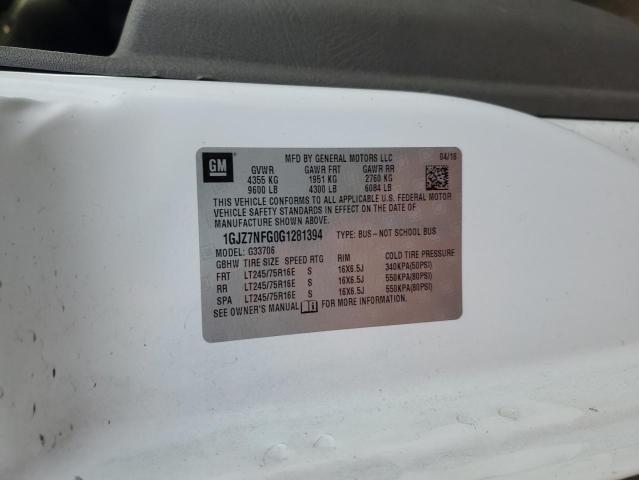 GM
MFD BY GENERAL MOTORS LLC 04/16
GVWR GAWR FRT GAWR RR
4355 KG 1951 KG 2760 KG
9600 LB 4300 LB 6084 LB
THIS VEHICLE CONFORMS TO ALL APPLICABLE U.S. FEDERAL MOTOR
VEHICLE SAFETY STANDARDS IN EFFECT ON THE DATE OF
MANUFACTURE SHOWN ABOVE.
1GJZ7NFG0G1281394 TYPE: BUS – NOT SCHOOL BUS
MODEL: G33706
GBHW TIRE SIZE SPEED RTG RIM COLD TIRE PRESSURE
FRT LT245/75R16E S 16X6.5J 340KPA(50PSI)
RR LT245/75R16E S 16X6.5J 550KPA(80PSI)
SPA LT245/75R16E S 16X6.5J 550KPA(80PSI)
SEE OWNER'S MANUAL FOR MORE INFORMATION.